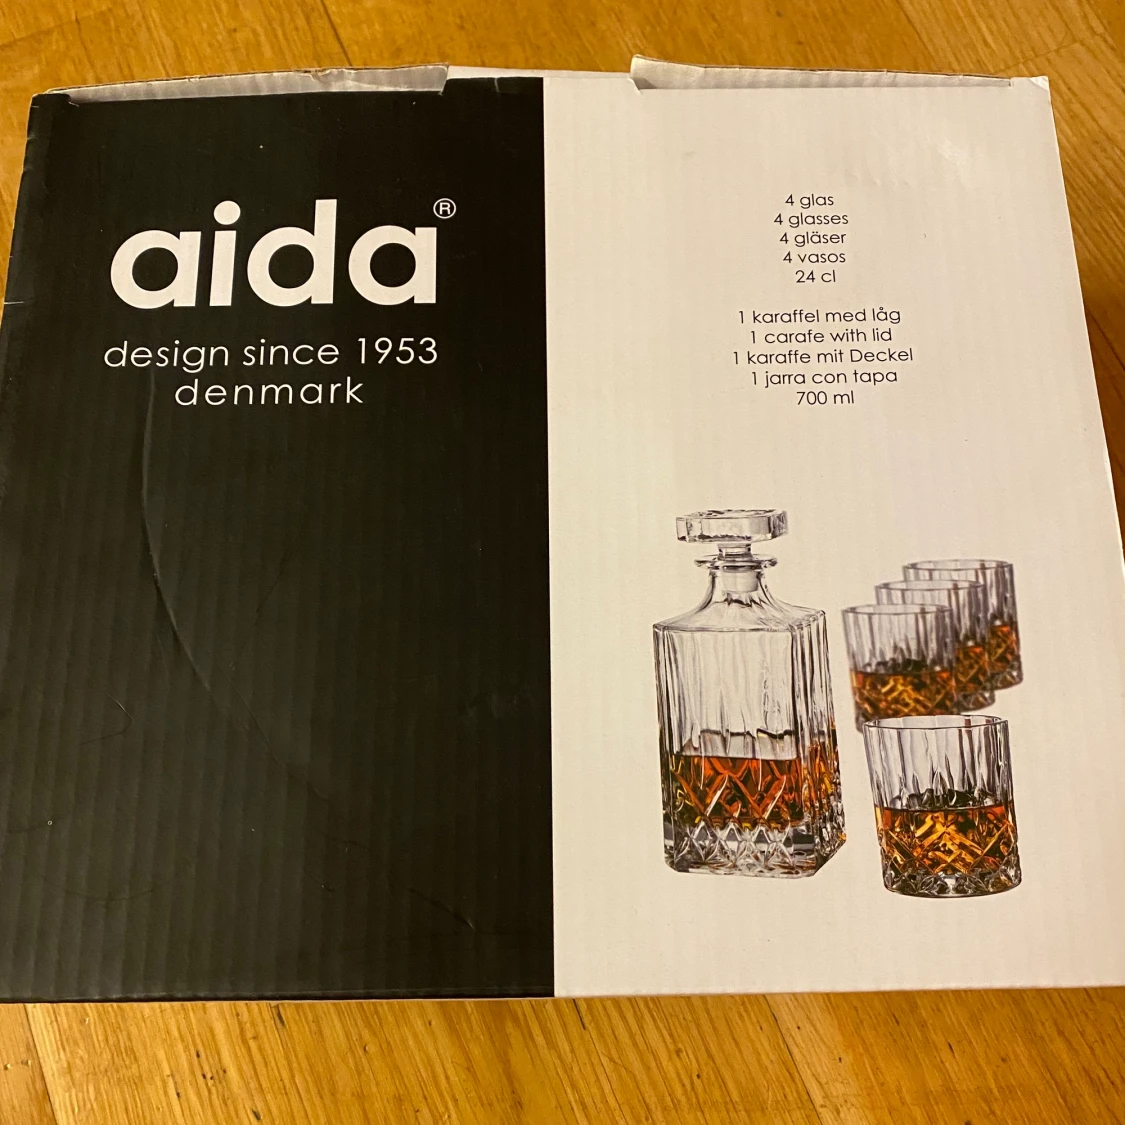 aida®
design since 1953
denmark
4 glas
4 glasses
4 gläser
4 vasos
24 cl
1 karaffel med låg
1 carafe with lid
1 karaffe mit Deckel
1 jarra con tapa
700 ml